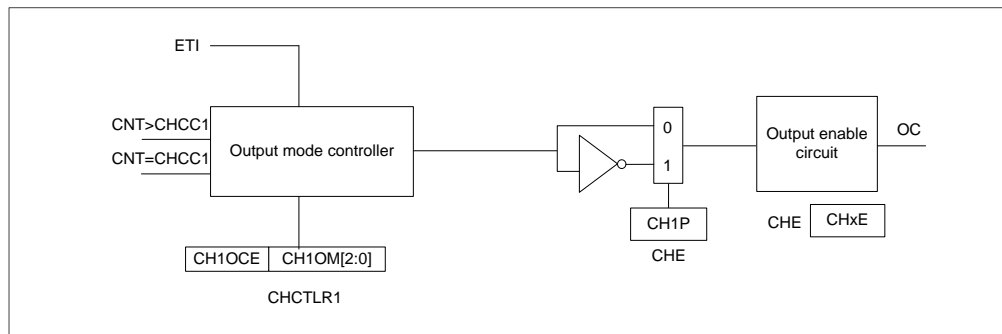 ETI
CNT>CHCC1
CNT=CHCC1
Output mode controller
CH1OCE CH1OM[2:0]
CHCTLR1
0
1
CH1P
CHE
Output enable
circuit
OC
CHE CHxE